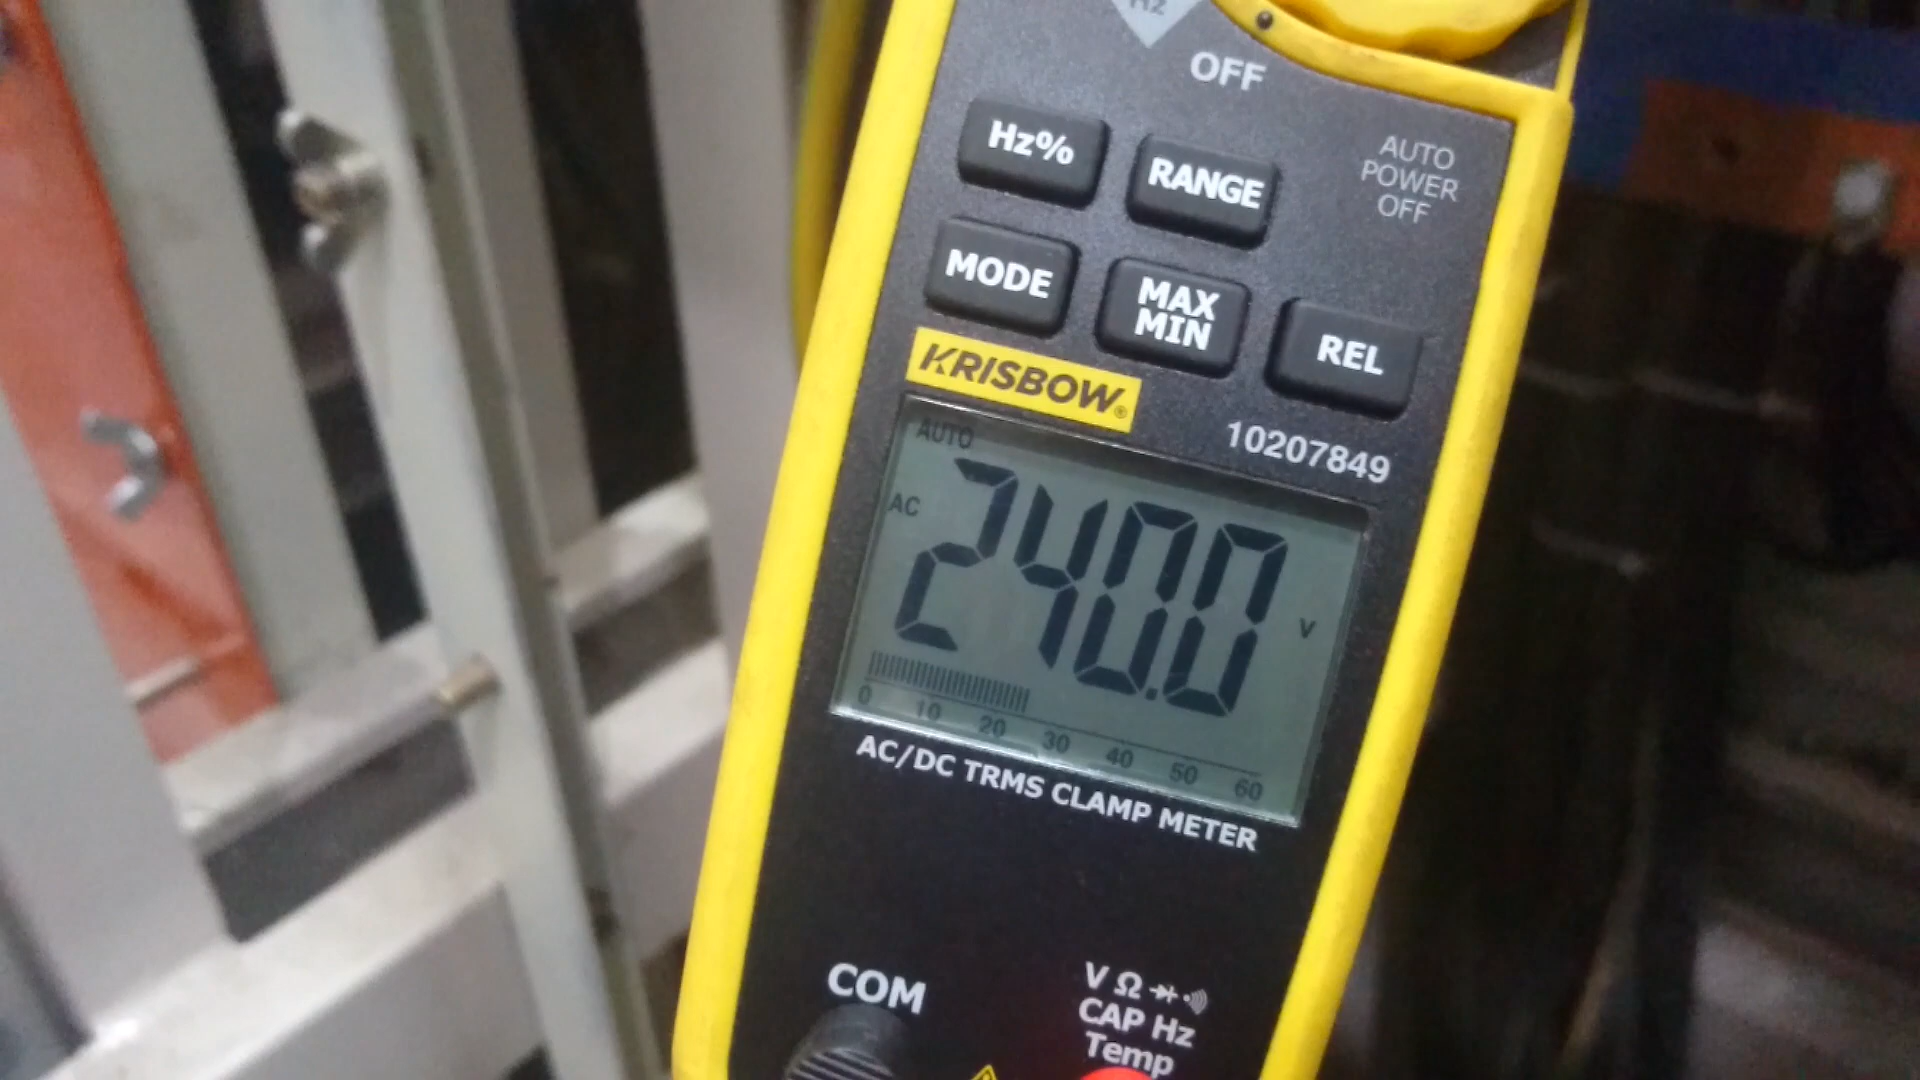 Hz
OFF
Hz%
RANGE
AUTO
POWER
OFF
MODE
MAX
MIN
REL
KRISBOW®
10207849
AUTO
AC
240.0
V
0 10 20 30 40 50 60
AC/DC TRMS CLAMP METER
COM
V Ω
CAP Hz
Temp